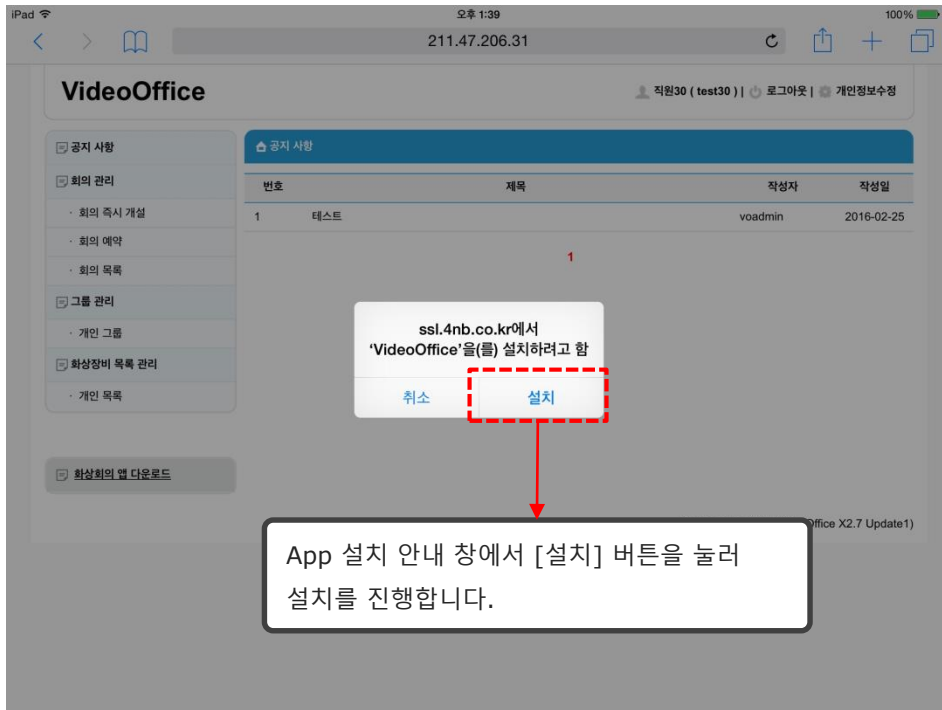 iPad 오후 1:39 100%
211.47.206.31
VideoOffice
직원30 ( test30 ) | 로그아웃 | 개인정보수정
공지 사항
회의 관리
· 회의 즉시 개설
· 회의 예약
· 회의 목록
그룹 관리
· 개인 그룹
화상장비 목록 관리
· 개인 목록
화상회의 앱 다운로드
공지 사항
번호 제목 작성자 작성일
1 테스트 voadmin 2016-02-25
1
ssl.4nb.co.kr에서
‘VideoOffice’을(를) 설치하려고 함
취소 설치
Office X2.7 Update1)
App 설치 안내 창에서 [설치] 버튼을 눌러
설치를 진행합니다.